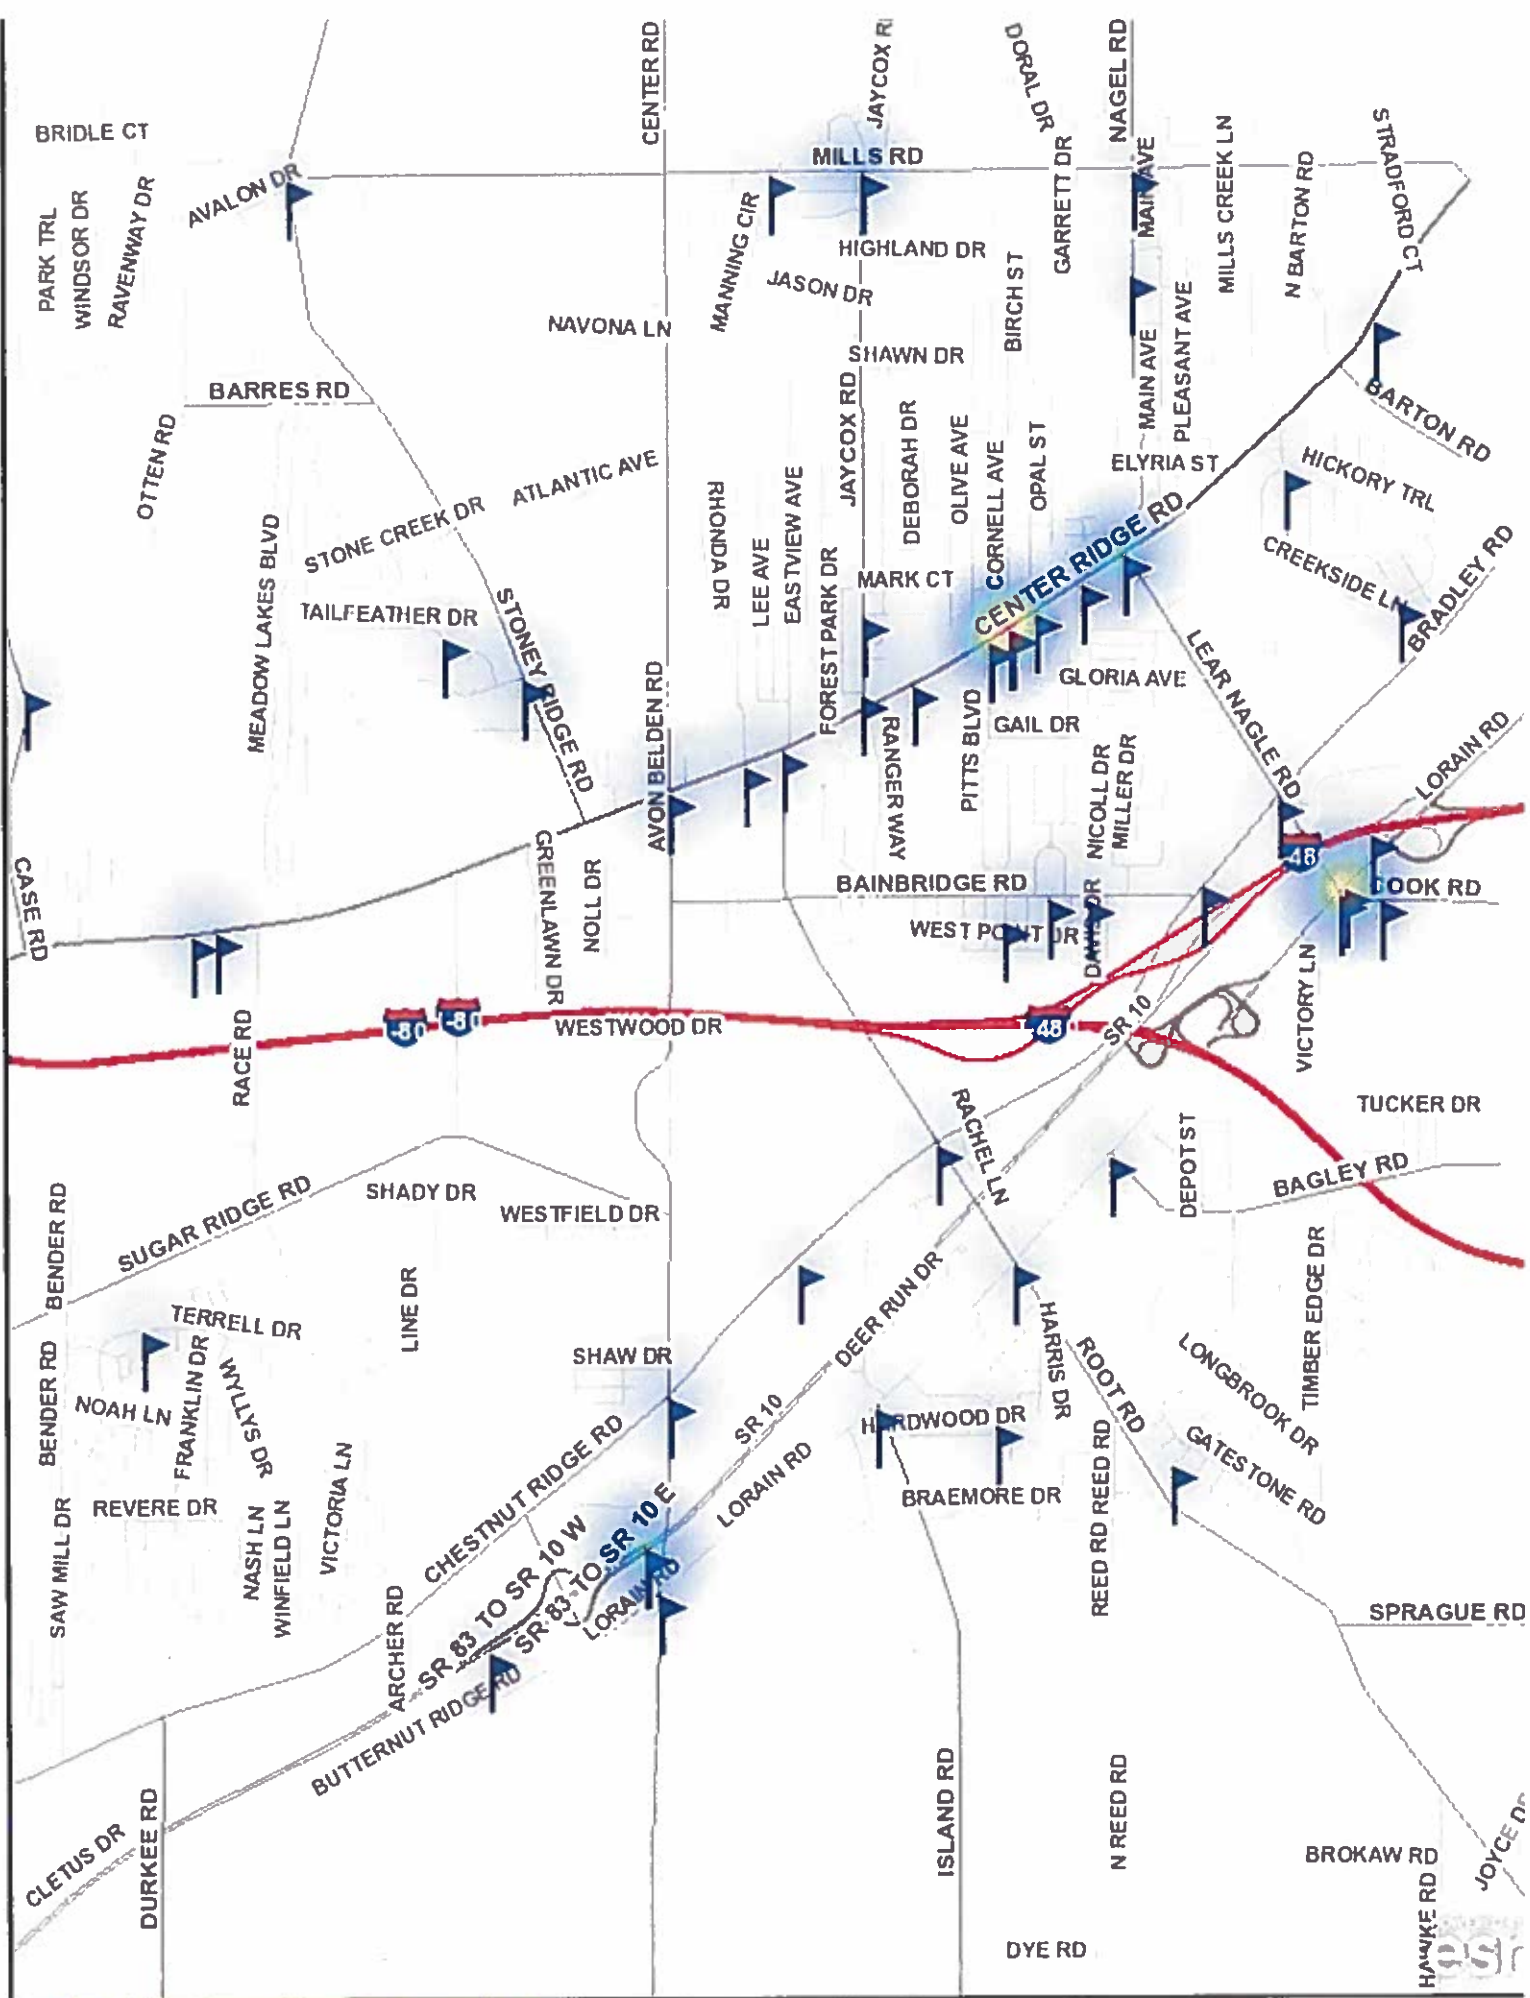 CENTER RD
JAYCOX R
DORAL DR
NAGEL RD
BRIDLE CT
STRADFORD CT
MILLS RD
GARRETT DR
MAIN AVE
MILLS CREEK LN
N BARTON RD
AVALON DR
PARK TRL
WINDSOR DR
RAVENWAY DR
MANNING CIR
HIGHLAND DR
JASON DR
BIRCH ST
PLEASANT AVE
NAVONA LN
SHAWN DR
MAIN AVE
BARRES RD
JAYCOX RD
BARTON RD
OTTEN RD
DEBORAH DR
OLIVE AVE
CORNELL AVE
OPAL ST
ELYRIA ST
HICKORY TRL
ATLANTIC AVE
STONE CREEK DR
RHONDA DR
LEE AVE
EASTVIEW AVE
MEADOW LAKES BLVD
CENTER RIDGE RD
CREEKSIDE LN
BRADLEY RD
MARK CT
FOREST PARK DR
TAILFEATHER DR
STONEY RIDGE RD
LEAR NAGLE RD
GLORIA AVE
AVON BELDEN RD
PITTS BLVD
GAIL DR
RANGER WAY
NICOLL DR
MILLER DR
LORAIN RD
CASE RD
GREENLAWN DR
NOLL DR
48
BAINBRIDGE RD
COOK RD
WEST POINT DR
DAVIS DR
VICTORY LN
-80
-80
WESTWOOD DR
48
SR 10
RACE RD
RACHEL LN
TUCKER DR
DEPOT ST
BAGLEY RD
SUGAR RIDGE RD
SHADY DR
WESTFIELD DR
BENDER RD
TIMBER EDGE DR
LINE DR
DEER RUN DR
TERRELL DR
HARRIS DR
ROOT RD
LONGBROOK DR
BENDER RD
SHAW DR
NOAH LN
FRANKLIN DR
WYLLYS DR
SR 10
HARDWOOD DR
CHESTNUT RIDGE RD
LORAIN RD
REED RD
GATESTONE RD
VICTORIA LN
REVERE DR
BRAEMORE DR
SAW MILL DR
NASH LN
WINFIELD LN
SR 83 TO SR 10 W
SR 83 TO SR 10 E
LORAIN RD
REED RD
ARCHER RD
SPRAGUE RD
BUTTERNUT RIDGE RD
CLETUS DR
DURKEE RD
ISLAND RD
N REED RD
BROKAW RD
JOYCE DR
HAWKE RD
DYE RD
esri